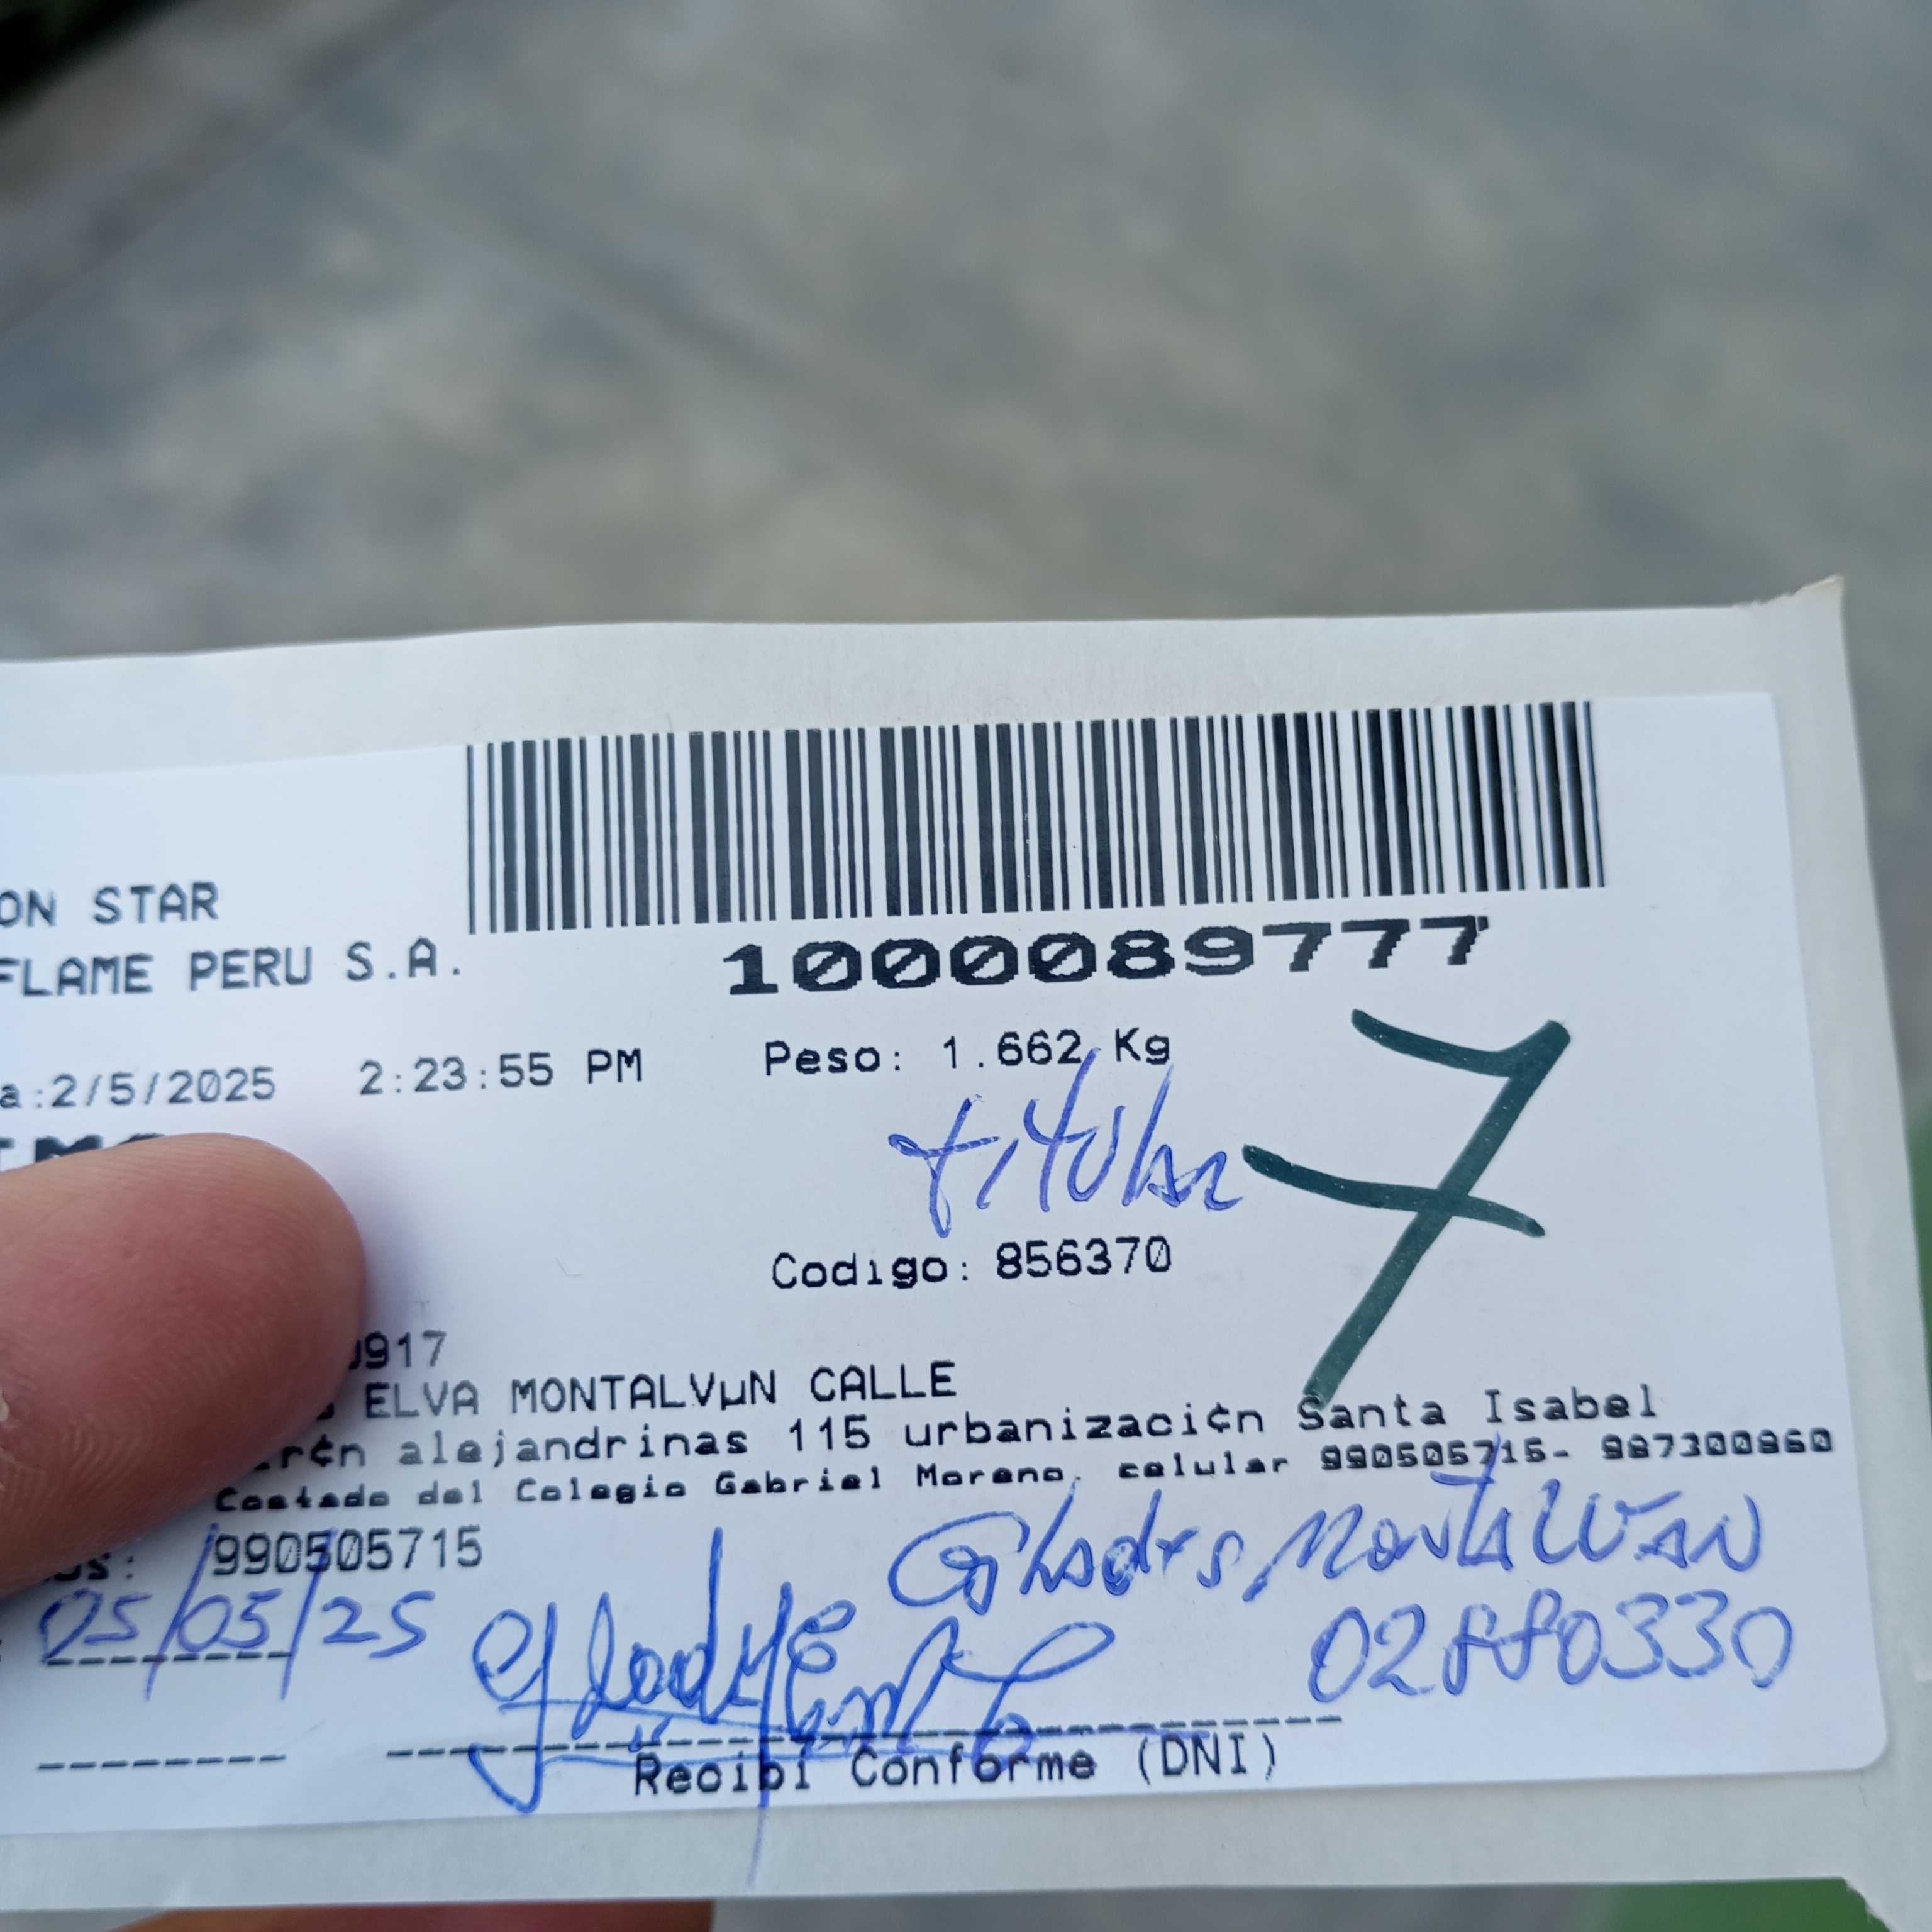 ON STAR
FLAME PERU S.A.
1000089777
a:2/5/2025 2:23:55 PM Peso: 1.662 Kg
titular
7
Codigo: 856370
917
ELVA MONTALVµN CALLE
r¢n alejandrinas 115 urbanizaci¢n Santa Isabel
Costado del Colegio Gabriel Moreno. celular 990505715- 987300860
os: 990505715
Gladys Montalvan
05/05/25
02880330
Recibi Conforme (DNI)